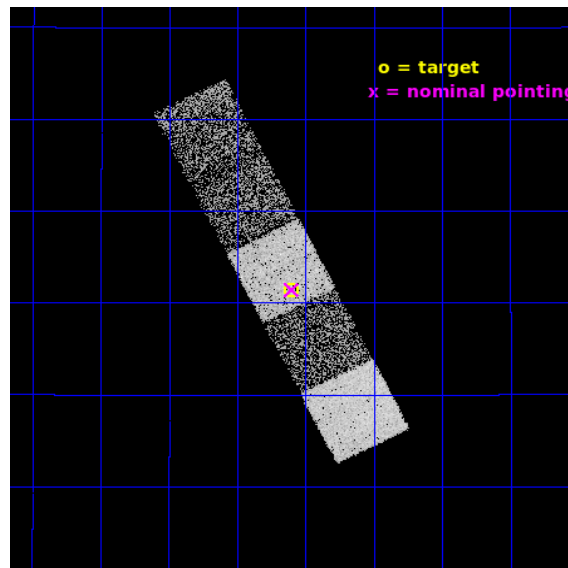 o = target
x = nominal pointing